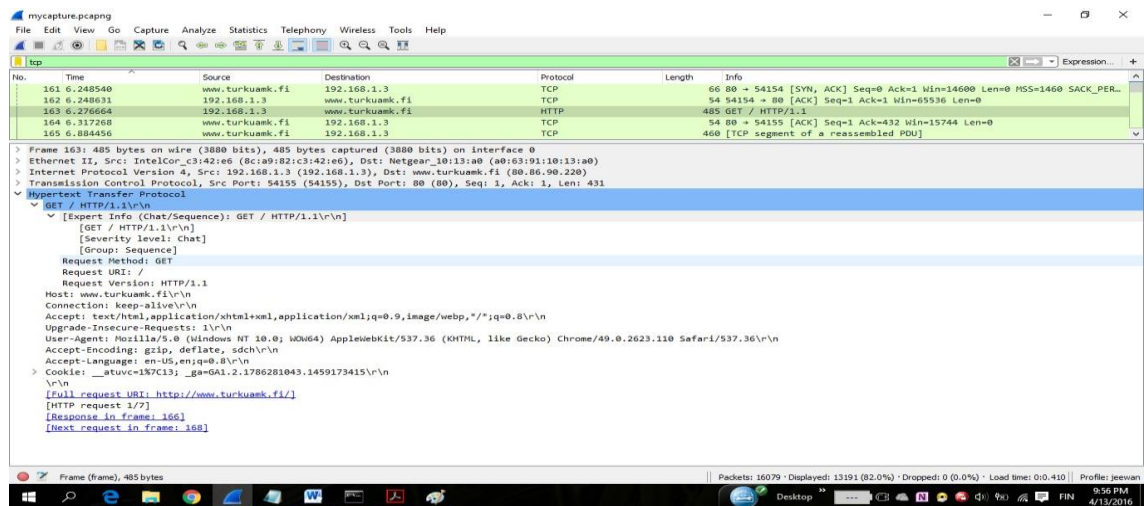 mycapture.pcapng
File Edit View Go Capture Analyze Statistics Telephony Wireless Tools Help
tcp
Expression... +
No. Time Source Destination Protocol Length Info
161 6.248540 www.turkuamk.fi 192.168.1.3 TCP 66 80 → 54154 [SYN, ACK] Seq=0 Ack=1 Win=14600 Len=0 MSS=1460 SACK_PER…
162 6.248631 192.168.1.3 www.turkuamk.fi TCP 54 54154 → 80 [ACK] Seq=1 Ack=1 Win=65536 Len=0
163 6.276664 192.168.1.3 www.turkuamk.fi HTTP 485 GET / HTTP/1.1
164 6.317268 www.turkuamk.fi 192.168.1.3 TCP 54 80 → 54155 [ACK] Seq=1 Ack=432 Win=15744 Len=0
165 6.884456 www.turkuamk.fi 192.168.1.3 TCP 460 [TCP segment of a reassembled PDU]
Frame 163: 485 bytes on wire (3880 bits), 485 bytes captured (3880 bits) on interface 0
Ethernet II, Src: IntelCor_c3:42:e6 (8c:a9:82:c3:42:e6), Dst: Netgear_10:13:a0 (a0:63:91:10:13:a0)
Internet Protocol Version 4, Src: 192.168.1.3 (192.168.1.3), Dst: www.turkuamk.fi (80.86.90.220)
Transmission Control Protocol, Src Port: 54155 (54155), Dst Port: 80 (80), Seq: 1, Ack: 1, Len: 431
Hypertext Transfer Protocol
GET / HTTP/1.1\r\n
[Expert Info (Chat/Sequence): GET / HTTP/1.1\r\n]
[GET / HTTP/1.1\r\n]
[Severity level: Chat]
[Group: Sequence]
Request Method: GET
Request URI: /
Request Version: HTTP/1.1
Host: www.turkuamk.fi\r\n
Connection: keep-alive\r\n
Accept: text/html,application/xhtml+xml,application/xml;q=0.9,image/webp,*/*;q=0.8\r\n
Upgrade-Insecure-Requests: 1\r\n
User-Agent: Mozilla/5.0 (Windows NT 10.0; WOW64) AppleWebKit/537.36 (KHTML, like Gecko) Chrome/49.0.2623.110 Safari/537.36\r\n
Accept-Encoding: gzip, deflate, sdch\r\n
Accept-Language: en-US,en;q=0.8\r\n
Cookie: __atuvc=1%7C13; _ga=GA1.2.1786281043.1459173415\r\n
\r\n
[Full request URI: http://www.turkuamk.fi/]
[HTTP request 1/7]
[Response in frame: 166]
[Next request in frame: 168]
Frame (frame), 485 bytes
Packets: 16079 · Displayed: 13191 (82.0%) · Dropped: 0 (0.0%) · Load time: 0:0.410
Profile: jeewan
Desktop
FIN
9:56 PM
4/13/2016